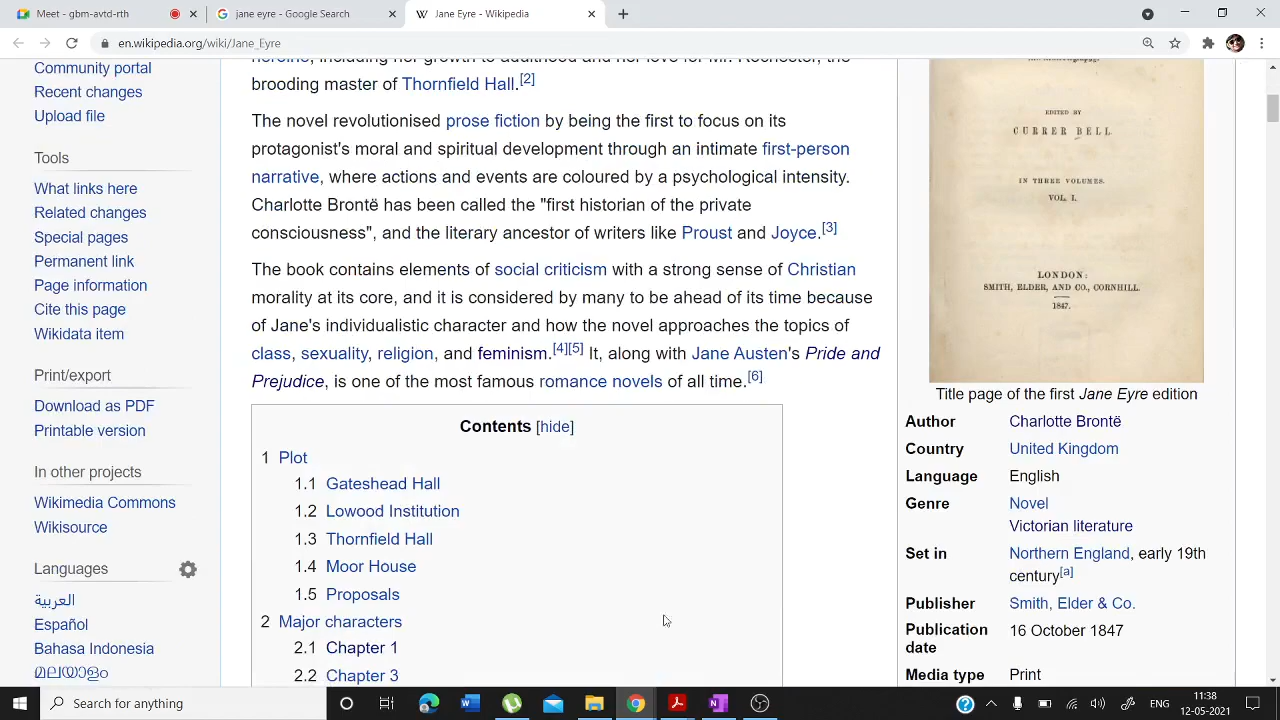 Meet - gbm-avtd-rth
jane eyre - Google Search
Jane Eyre - Wikipedia
en.wikipedia.org/wiki/Jane_Eyre
Community portal
Recent changes
Upload file
Tools
What links here
Related changes
Special pages
Permanent link
Page information
Cite this page
Wikidata item
Print/export
Download as PDF
Printable version
In other projects
Wikimedia Commons
Wikisource
Languages
العربية
Español
Bahasa Indonesia
മലയാളം
heroine, including her growth to adulthood and her love for Mr. Rochester, the
brooding master of Thornfield Hall.[2]
The novel revolutionised prose fiction by being the first to focus on its
protagonist's moral and spiritual development through an intimate first-person
narrative, where actions and events are coloured by a psychological intensity.
Charlotte Brontë has been called the "first historian of the private
consciousness", and the literary ancestor of writers like Proust and Joyce.[3]
The book contains elements of social criticism with a strong sense of Christian
morality at its core, and it is considered by many to be ahead of its time because
of Jane's individualistic character and how the novel approaches the topics of
class, sexuality, religion, and feminism.[4][5] It, along with Jane Austen's Pride and
Prejudice, is one of the most famous romance novels of all time.[6]
Contents [hide]
1 Plot
1.1 Gateshead Hall
1.2 Lowood Institution
1.3 Thornfield Hall
1.4 Moor House
1.5 Proposals
2 Major characters
2.1 Chapter 1
2.2 Chapter 3
EDITED BY
CURRER BELL.
IN THREE VOLUMES.
VOL. I.
LONDON:
SMITH, ELDER, AND CO., CORNHILL.
1847.
Title page of the first Jane Eyre edition
Author Charlotte Brontë
Country United Kingdom
Language English
Genre Novel
Victorian literature
Set in Northern England, early 19th
century[a]
Publisher Smith, Elder & Co.
Publication 16 October 1847
date
Media type Print
Search for anything
ENG
11:38
12-05-2021